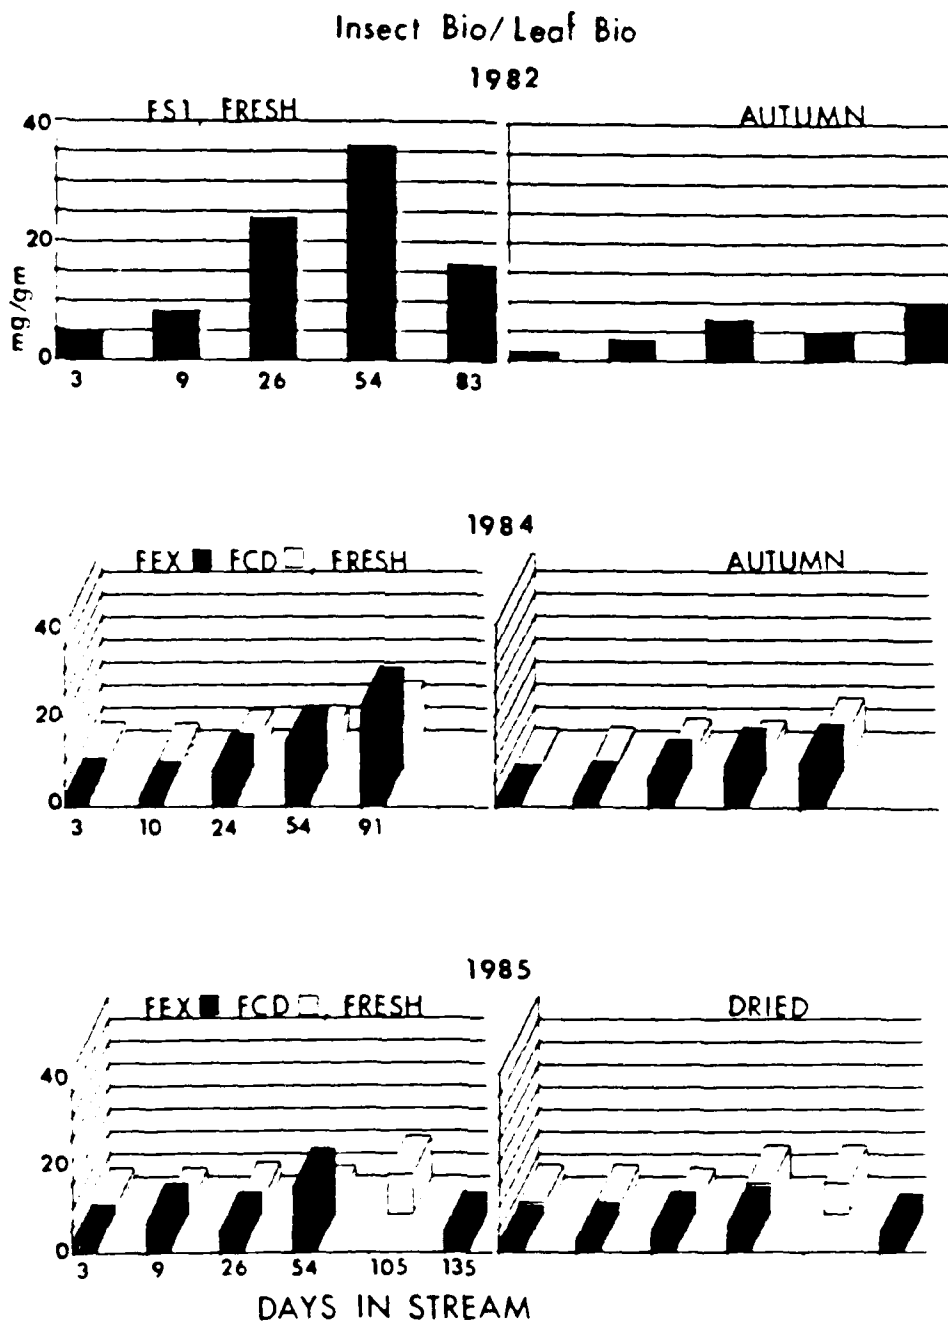 Insect Bio/Leaf Bio
1982
FS1, FRESH
AUTUMN
40
20
0
mg/gm
3 9 26 54 83
1984
FEX FCD , FRESH
AUTUMN
40
20
0
3 10 24 54 91
1985
FEX FCD , FRESH
DRIED
40
20
0
3 9 26 54 105 135
DAYS IN STREAM